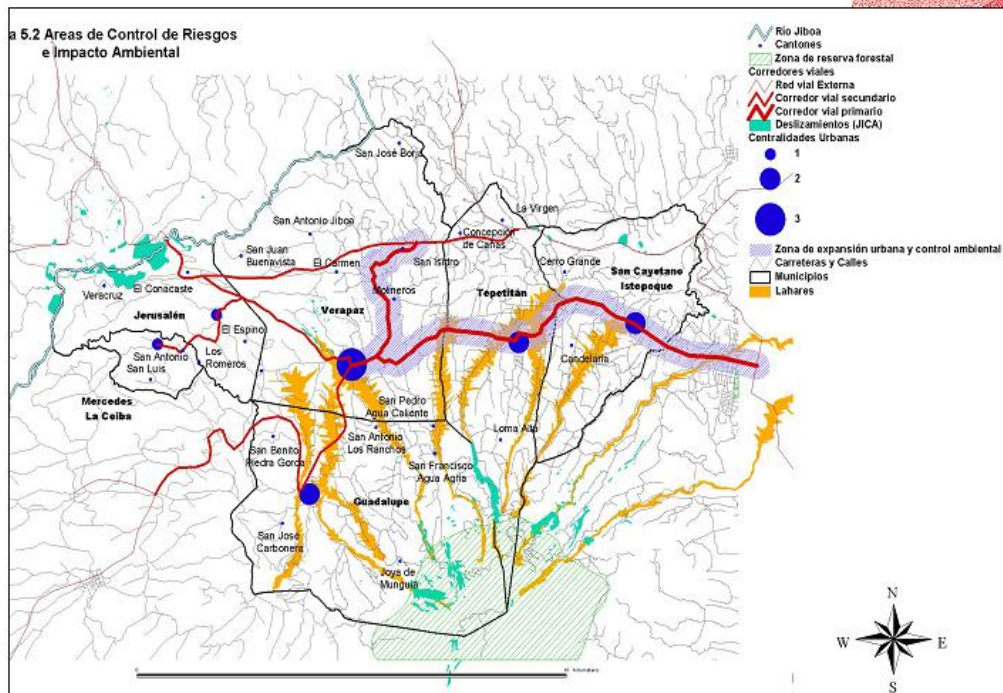 a 5.2 Areas de Control de Riesgos
e Impacto Ambiental
Río Jiboa
Cantones
Zona de reserva forestal
Corredores viales
Red vial Externa
Corredor vial secundario
Corredor vial primario
Deslizamientos (JICA)
Centralidades Urbanas
1
2
3
Zona de expansión urbana y control ambiental
Carreteras y Calles
Municipios
Lahares
San José Borja
La Virgen
San Antonio Jiboa
Concepción
de Cañas
San Juan
Buenavista
El Carmen
San Isidro
Cerro Grande
San Cayetano
Istepeque
El Conacaste
Veracruz
Molineros
Tepetitán
Jerusalén
Verapaz
El Espino
San Antonio
San Luis
Los
Romeros
Candelaria
Mercedes
La Ceiba
San Pedro
Agua Caliente
San Antonio
Los Ranchos
Loma Alta
San Benito
Piedra Gorda
San Francisco
Agua Agria
Guadalupe
San José
Carbonera
Joya de
Munguia
N
W
E
S
0